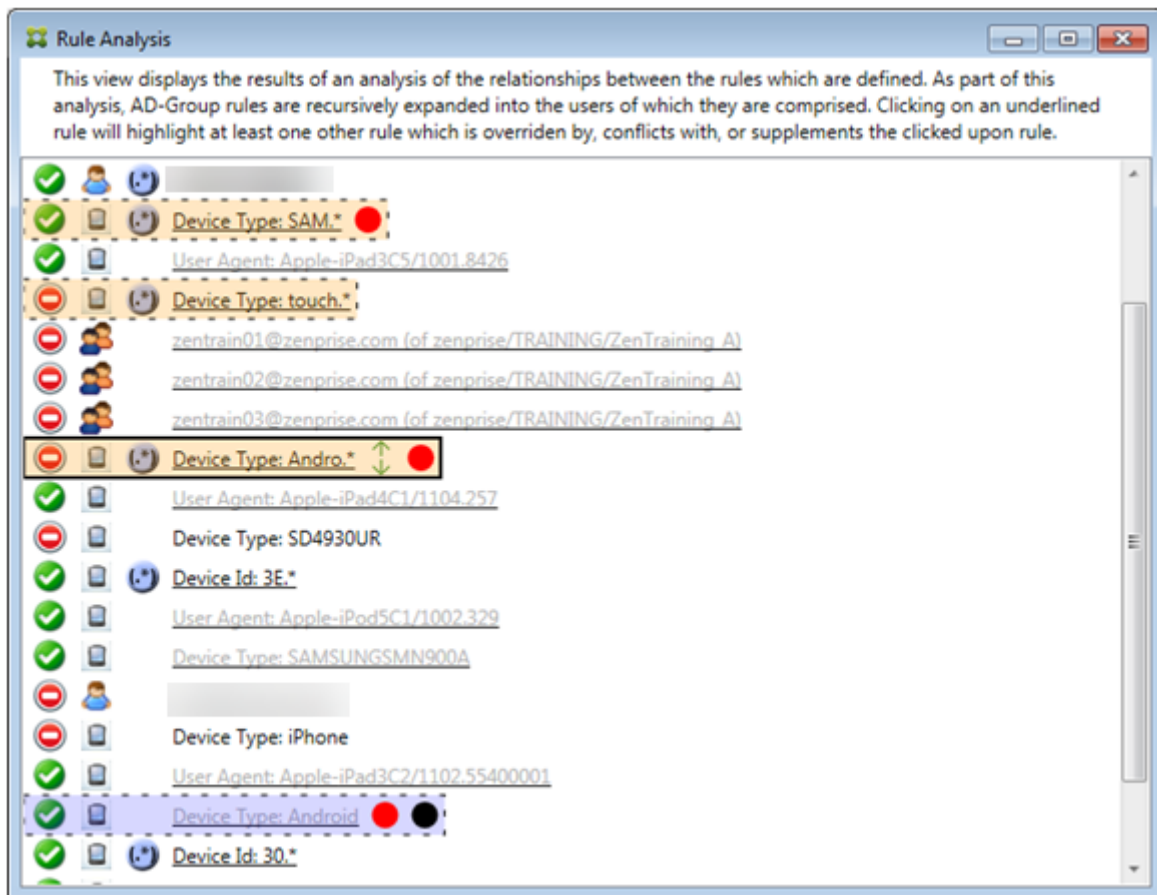 Rule Analysis
This view displays the results of an analysis of the relationships between the rules which are defined. As part of this
analysis, AD-Group rules are recursively expanded into the users of which they are comprised. Clicking on an underlined
rule will highlight at least one other rule which is overriden by, conflicts with, or supplements the clicked upon rule.
(.*)
(.*) Device Type: SAM.*
User Agent: Apple-iPad3C5/1001.8426
(.*) Device Type: touch.*
zentrain01@zenprise.com (of zenprise/TRAINING/ZenTraining_A)
zentrain02@zenprise.com (of zenprise/TRAINING/ZenTraining_A)
zentrain03@zenprise.com (of zenprise/TRAINING/ZenTraining_A)
(.*) Device Type: Andro.*
User Agent: Apple-iPad4C1/1104.257
Device Type: SD4930UR
(.*) Device Id: 3E.*
User Agent: Apple-iPod5C1/1002.329
Device Type: SAMSUNGSMN900A
Device Type: iPhone
User Agent: Apple-iPad3C2/1102.55400001
Device Type: Android
(.*) Device Id: 30.*